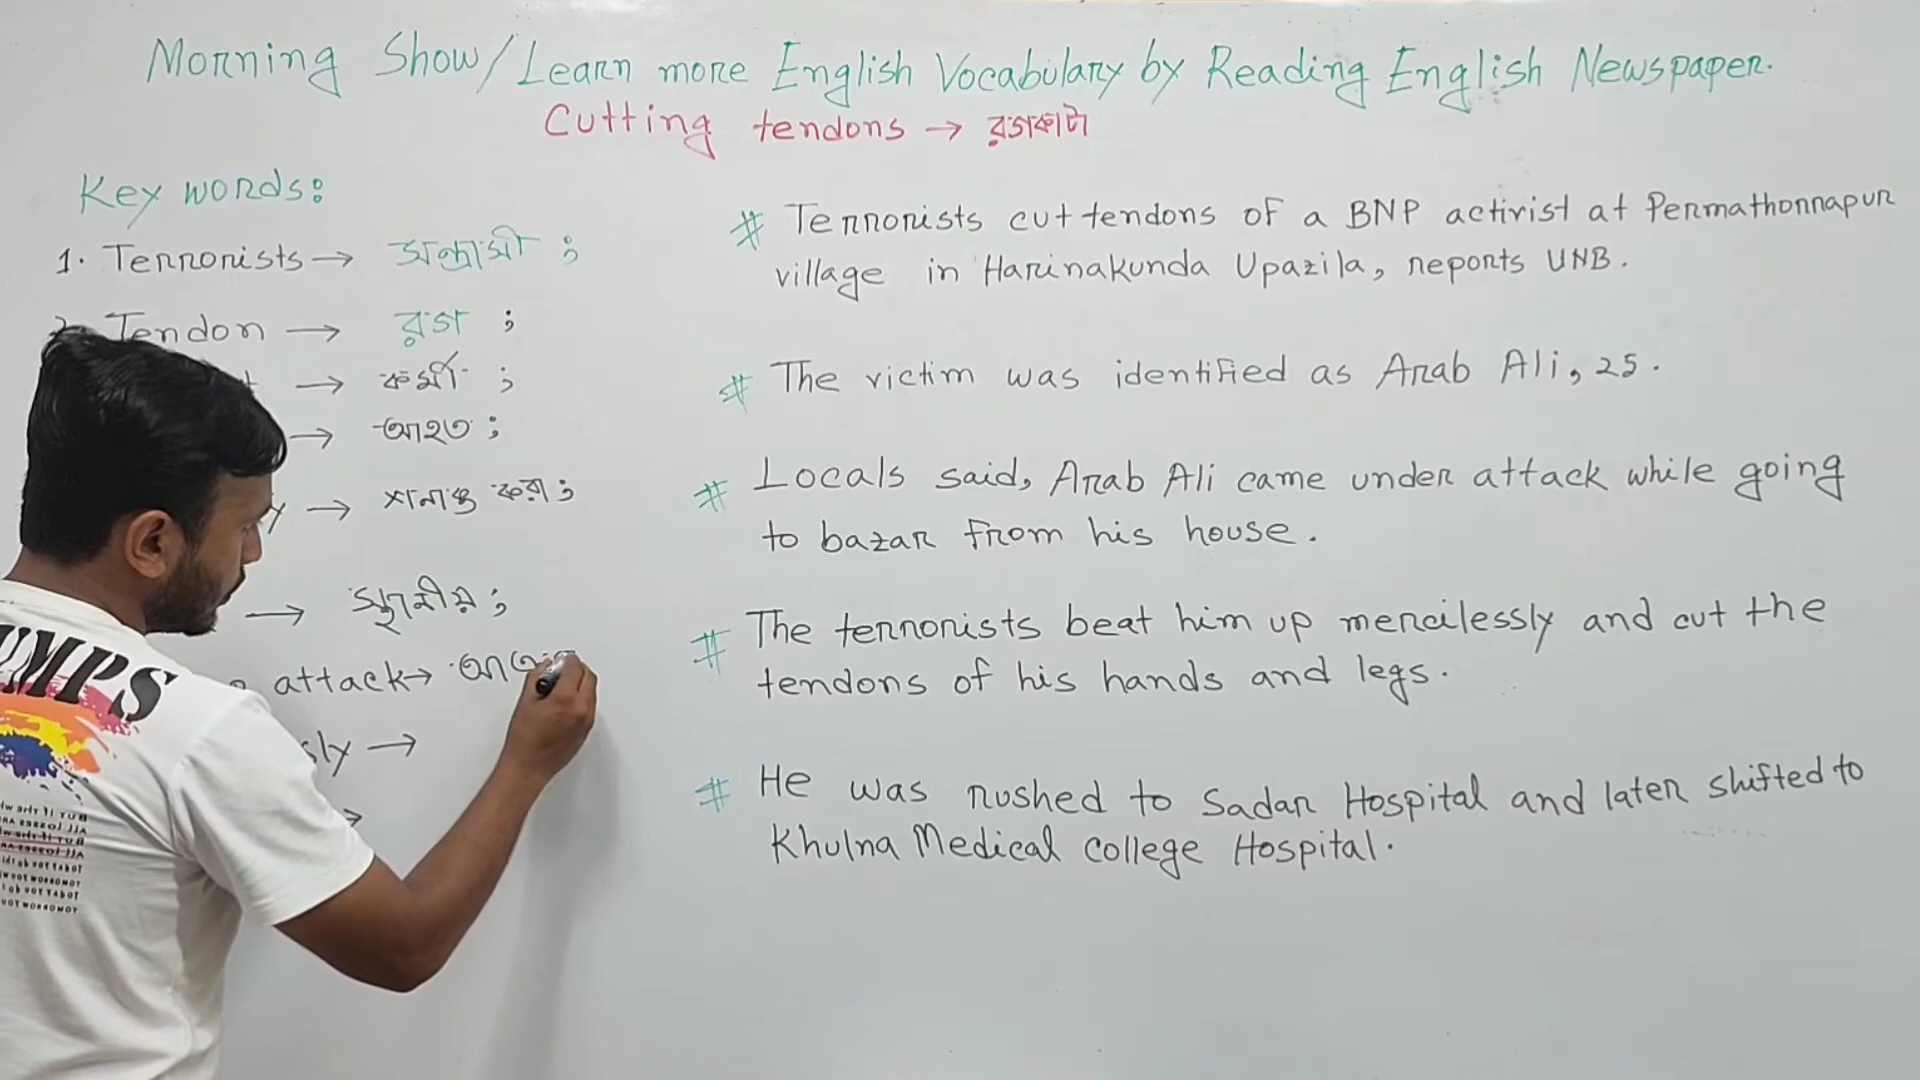 Morning Show/Learn more English Vocabulary by Reading English Newspaper.
Cutting tendons → রগকাটা
Key words:
1. Terrorists → সন্ত্রাসী ;
2. Tendon → রগ ;
→ কর্মী ;
→ আহত ;
y → শনাক্ত করা ;
→ স্থানীয় ;
attack →
sly →
# Terrorists cut tendons of a BNP activist at Permathonnapur
village in Harinakunda Upazila, reports UNB.
# The victim was identified as Arab Ali, 25.
# Locals said, Arab Ali came under attack while going
to bazar from his house.
# The terrorists beat him up mercilessly and cut the
tendons of his hands and legs.
# He was rushed to Sadar Hospital and later shifted to
Khulna Medical college Hospital.
UMPS